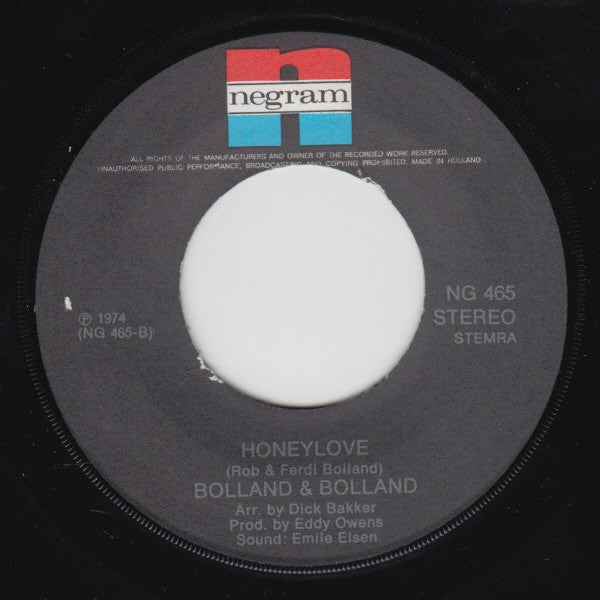 negram
ALL RIGHTS OF THE MANUFACTURERS AND OWNER OF THE RECORDED WORK RESERVED.
UNAUTHORISED PUBLIC PERFORMANCE, BROADCASTING AND COPYING PROHIBITED. MADE IN HOLLAND
℗ 1974
(NG 465-B)
NG 465
STEREO
STEMRA
HONEYLOVE
(Rob & Ferdi Bolland)
BOLLAND & BOLLAND
Arr. by Dick Bakker
Prod. by Eddy Owens
Sound: Emile Elsen